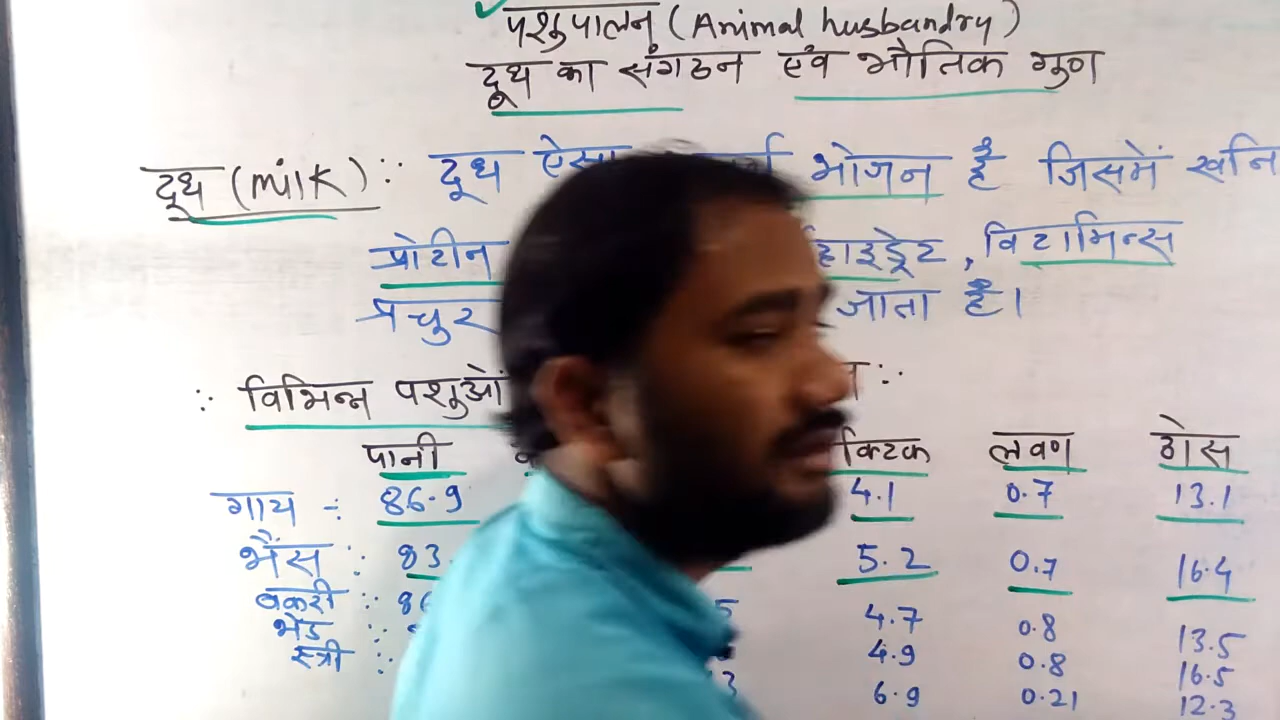 पशुपालन (Animal husbandry)
दूध का संगठन एंव भौतिक गुण
दूध (milk) :· दूध ऐसा भोजन है जिसमें खनि
प्रोटीन हाइड्रेट, विटामिन्स
प्रचुर जाता है।
: विभिन्न पशुओं :·
पानी क्टिक लवण ठोस
गाय -: 86.9 4.1 0.7 13.1
भैंस :· 83. 5.2 0.7 16.4
बकरी :· 86 5 4.7 0.8 13.5
भेड :· 4.9 0.8 16.5
स्त्री :· 3 6.9 0.21 12.3